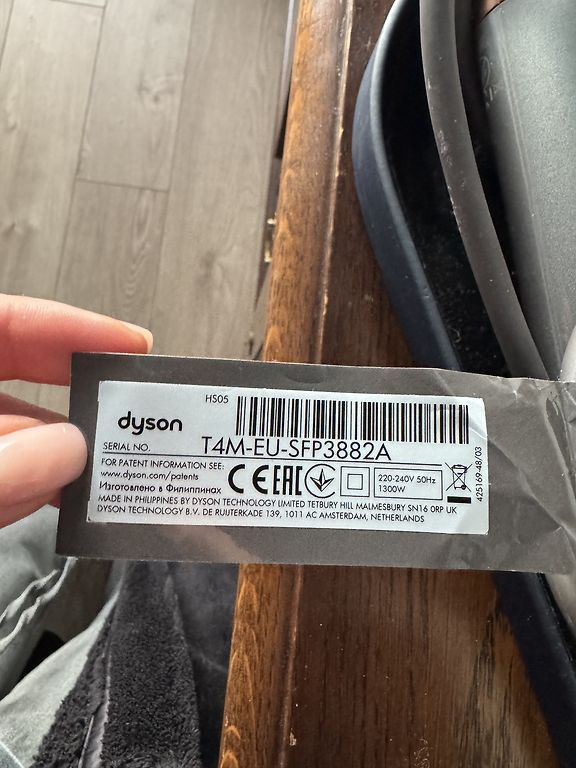 HS05
dyson
SERIAL NO.
T4M-EU-SFP3882A
FOR PATENT INFORMATION SEE:
www.dyson.com/patents
Изготовлено в Филиппинах
CE EAC
220-240V 50Hz
1300W
425169-48/03
MADE IN PHILIPPINES BY DYSON TECHNOLOGY LIMITED TETBURY HILL MALMESBURY SN16 0RP UK
DYSON TECHNOLOGY B.V. DE RUIJTERKADE 139, 1011 AC AMSTERDAM, NETHERLANDS